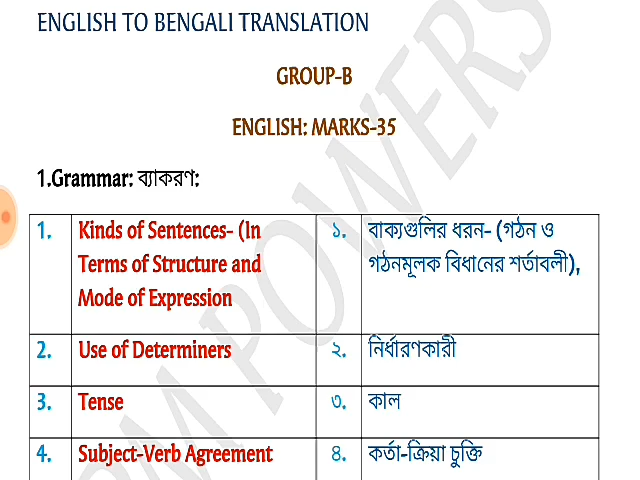 ENGLISH TO BENGALI TRANSLATION
GROUP-B
ENGLISH: MARKS-35
1.Grammar: ব্যাকরণ:
1. Kinds of Sentences- (In ১. বাক্যগুলির ধরন- (গঠন ও
Terms of Structure and গঠনমূলক বিধানের শর্তাবলী),
Mode of Expression
2. Use of Determiners ২. নির্ধারণকারী
3. Tense ৩. কাল
4. Subject-Verb Agreement ৪. কর্তা-ক্রিয়া চুক্তি
PM POWERS